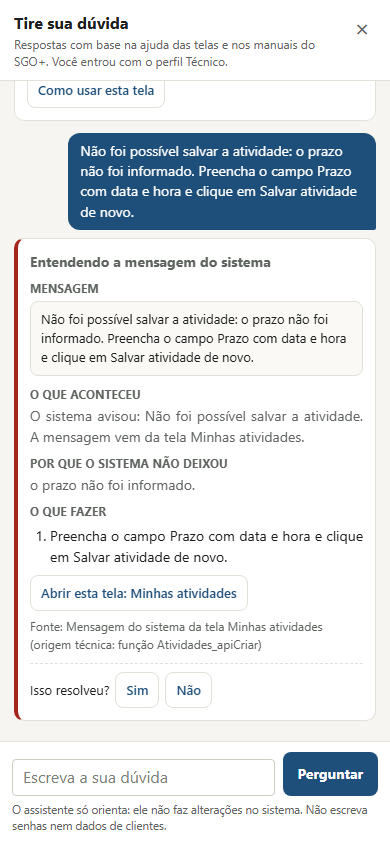 Tire sua dúvida
Respostas com base na ajuda das telas e nos manuais do
SGO+. Você entrou com o perfil Técnico.
Como usar esta tela
Não foi possível salvar a atividade: o prazo
não foi informado. Preencha o campo Prazo
com data e hora e clique em Salvar atividade
de novo.
Entendendo a mensagem do sistema
MENSAGEM
Não foi possível salvar a atividade: o prazo não foi
informado. Preencha o campo Prazo com data e hora
e clique em Salvar atividade de novo.
O QUE ACONTECEU
O sistema avisou: Não foi possível salvar a atividade.
A mensagem vem da tela Minhas atividades.
POR QUE O SISTEMA NÃO DEIXOU
o prazo não foi informado.
O QUE FAZER
1. Preencha o campo Prazo com data e hora e clique
em Salvar atividade de novo.
Abrir esta tela: Minhas atividades
Fonte: Mensagem do sistema da tela Minhas atividades
(origem técnica: função Atividades_apiCriar)
Isso resolveu? Sim Não
Escreva a sua dúvida
Perguntar
O assistente só orienta: ele não faz alterações no sistema. Não escreva
senhas nem dados de clientes.